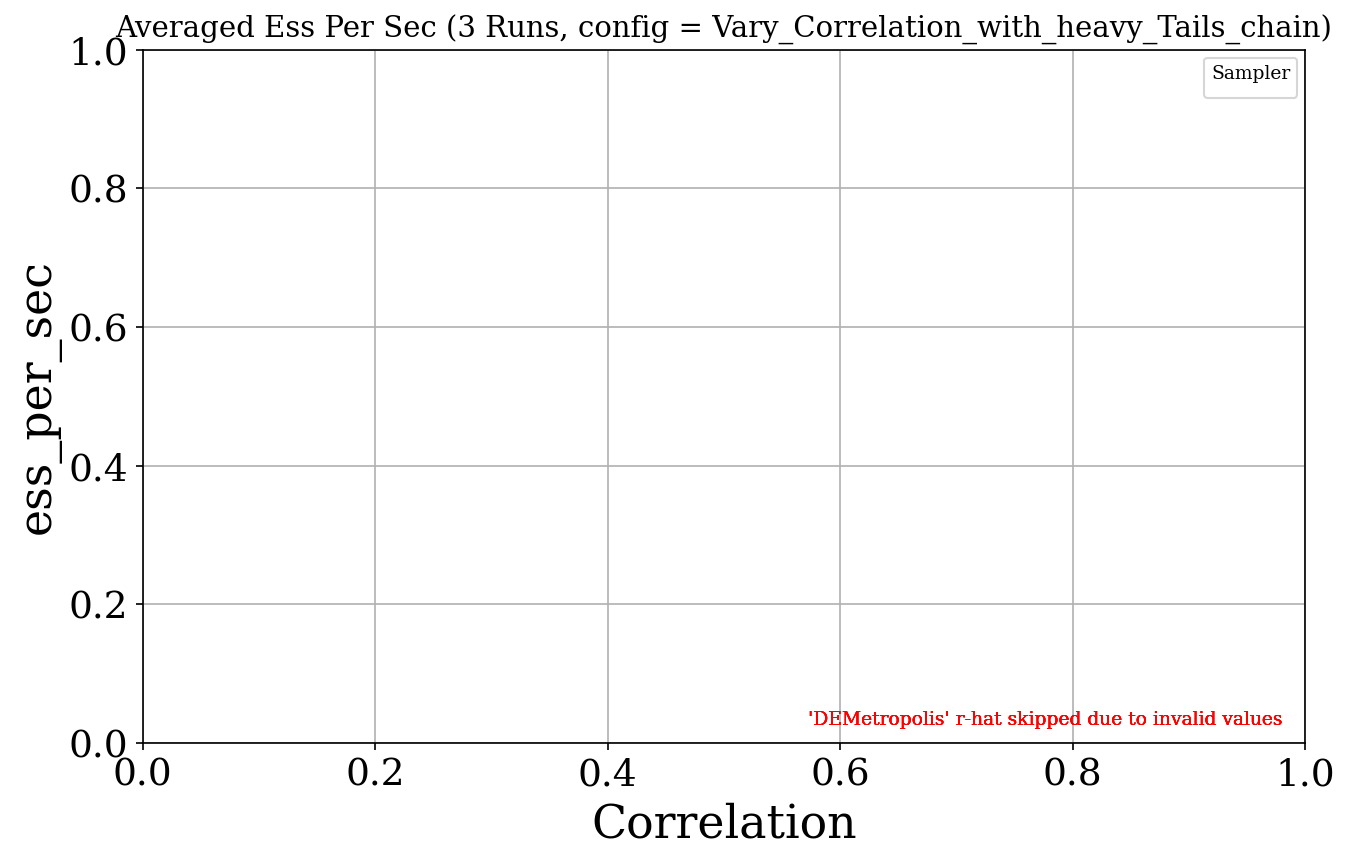 Averaged Ess Per Sec (3 Runs, config = Vary_Correlation_with_heavy_Tails_chain)
Sampler
ess_per_sec
1.0
0.8
0.6
0.4
0.2
0.0
'DEMetropolis' r-hat skipped due to invalid values
0.0 0.2 0.4 0.6 0.8 1.0
Correlation